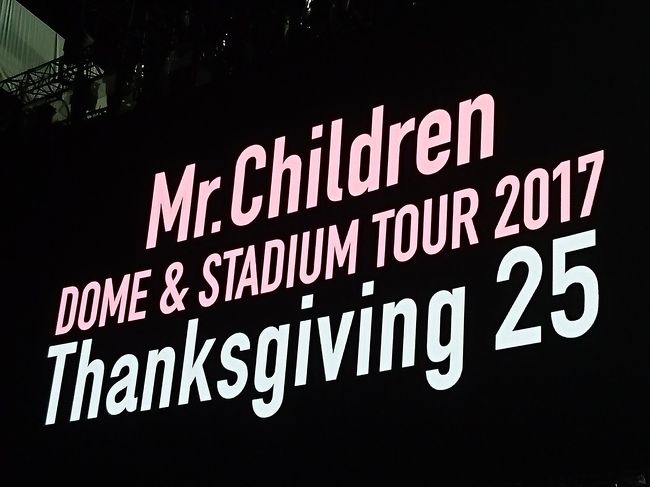 Mr.Children
DOME & STADIUM TOUR 2017
Thanksgiving 25